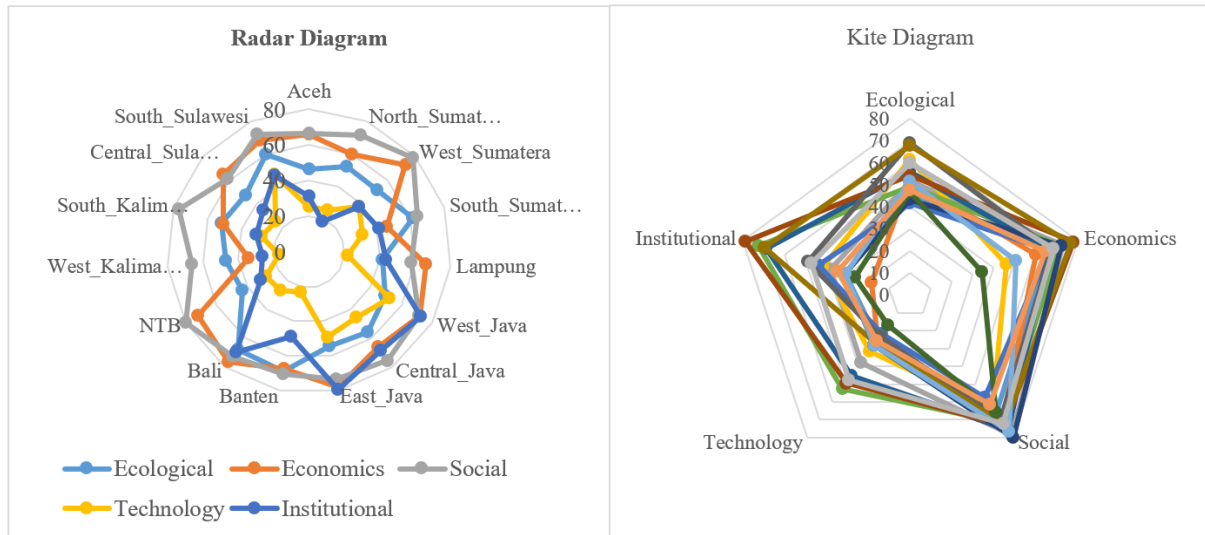 Radar Diagram
Aceh
North_Sumat…
West_Sumatera
South_Sumat…
Lampung
West_Java
Central_Java
East_Java
Banten
Bali
NTB
West_Kalima…
South_Kalim…
Central_Sula…
South_Sulawesi
80
60
40
20
0
Ecological
Economics
Social
Technology
Institutional
Kite Diagram
Ecological
Economics
Social
Technology
Institutional
80
70
60
50
40
30
20
10
0